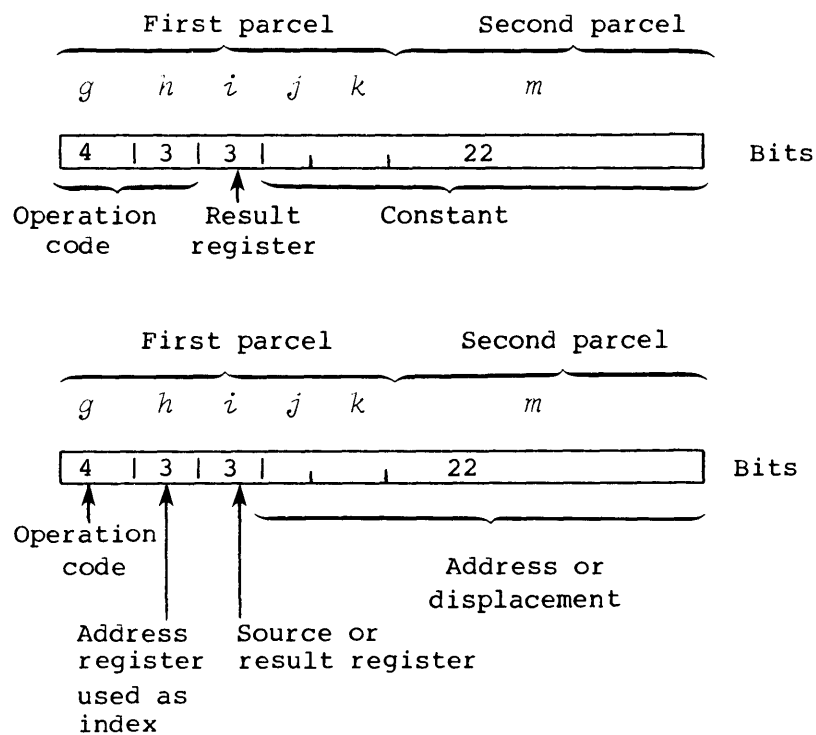 First parcel Second parcel
g h i j k m
4 | 3 | 3 | 22 Bits
Operation Result Constant
code register
First parcel Second parcel
g h i j k m
4 | 3 | 3 | 22 Bits
Operation
code Address or
displacement
Address Source or
register result register
used as
index